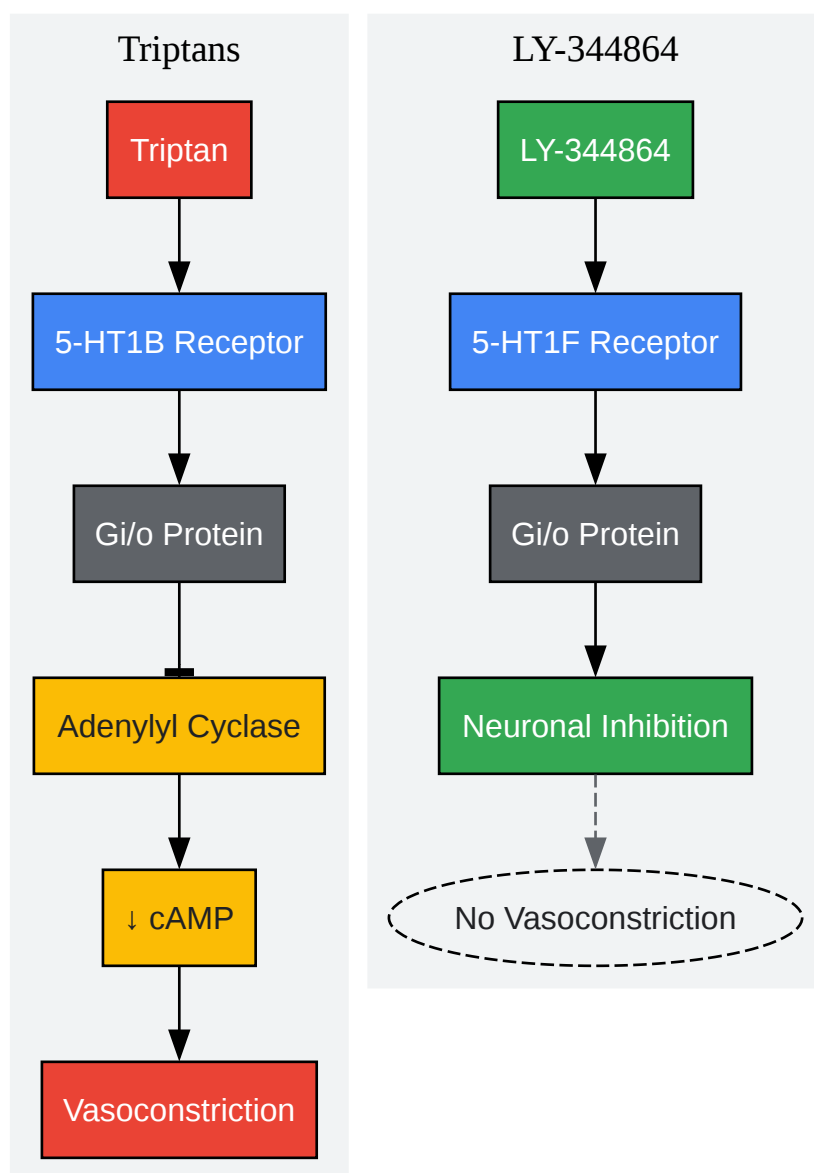 Triptans
Triptan
5-HT1B Receptor
Gi/o Protein
Adenylyl Cyclase
↓ cAMP
Vasoconstriction
LY-344864
LY-344864
5-HT1F Receptor
Gi/o Protein
Neuronal Inhibition
No Vasoconstriction